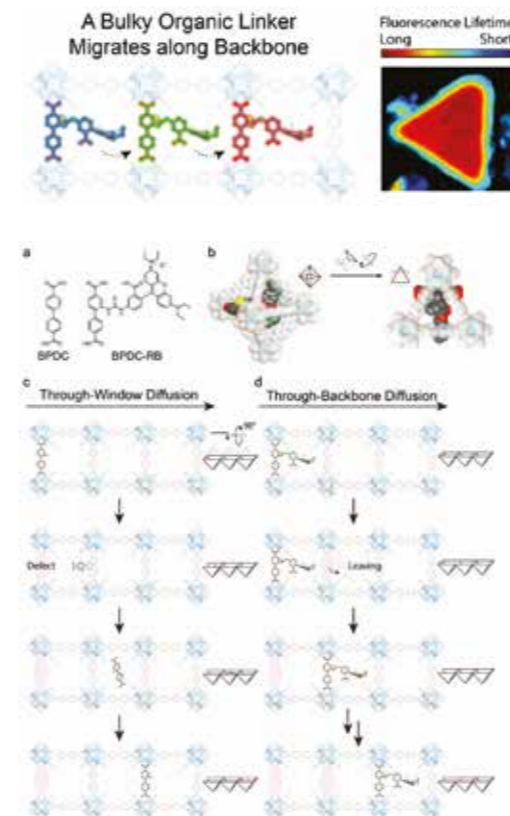 A Bulky Organic Linker
Migrates along Backbone
Fluorescence Lifetime
Long Short
a
b
BPDC BPDC-RB
c
Through-Window Diffusion
d
Through-Backbone Diffusion
90°
Defect
Leaving